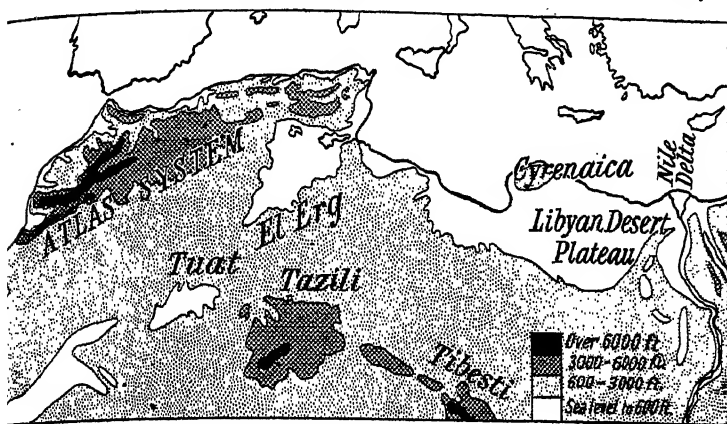 ATLAS SYSTEM
El Erg
Cyrenaica
Nile
Delta
Libyan Desert
Plateau
Tuat
Tazili
a
Tibesti
Over 6000 ft.
3000-6000 ft.
600-3000 ft.
Sea level to 600 ft.